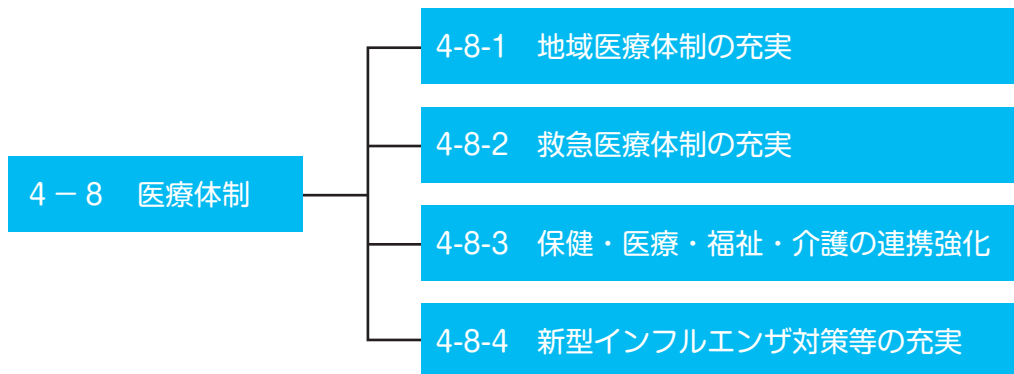 4-8-1 地域医療体制の充実
4-8-2 救急医療体制の充実
4－8 医療体制
4-8-3 保健・医療・福祉・介護の連携強化
4-8-4 新型インフルエンザ対策等の充実